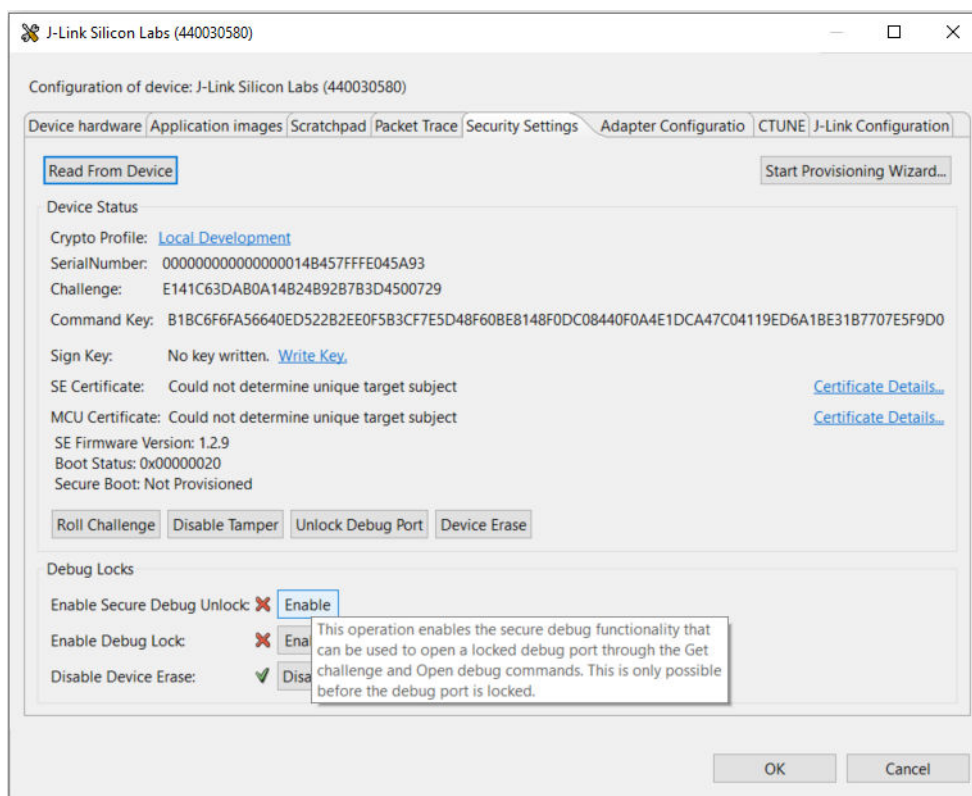 J-Link Silicon Labs (440030580)
Configuration of device: J-Link Silicon Labs (440030580)
Device hardware Application images Scratchpad Packet Trace Security Settings Adapter Configuratio CTUNE J-Link Configuration
Read From Device Start Provisioning Wizard...
Device Status
Crypto Profile: Local Development
SerialNumber: 000000000000000014B457FFFE045A93
Challenge: E141C63DAB0A14B24B92B7B3D4500729
Command Key: B1BC6F6FA56640ED522B2EE0F5B3CF7E5D48F60BE8148F0DC08440F0A4E1DCA47C04119ED6A1BE31B7707E5F9D0
Sign Key: No key written. Write Key.
SE Certificate: Could not determine unique target subject Certificate Details...
MCU Certificate: Could not determine unique target subject Certificate Details...
SE Firmware Version: 1.2.9
Boot Status: 0x00000020
Secure Boot: Not Provisioned
Roll Challenge Disable Tamper Unlock Debug Port Device Erase
Debug Locks
Enable Secure Debug Unlock: Enable
Enable Debug Lock: Enal
Disable Device Erase: Disa
This operation enables the secure debug functionality that
can be used to open a locked debug port through the Get
challenge and Open debug commands. This is only possible
before the debug port is locked.
OK Cancel